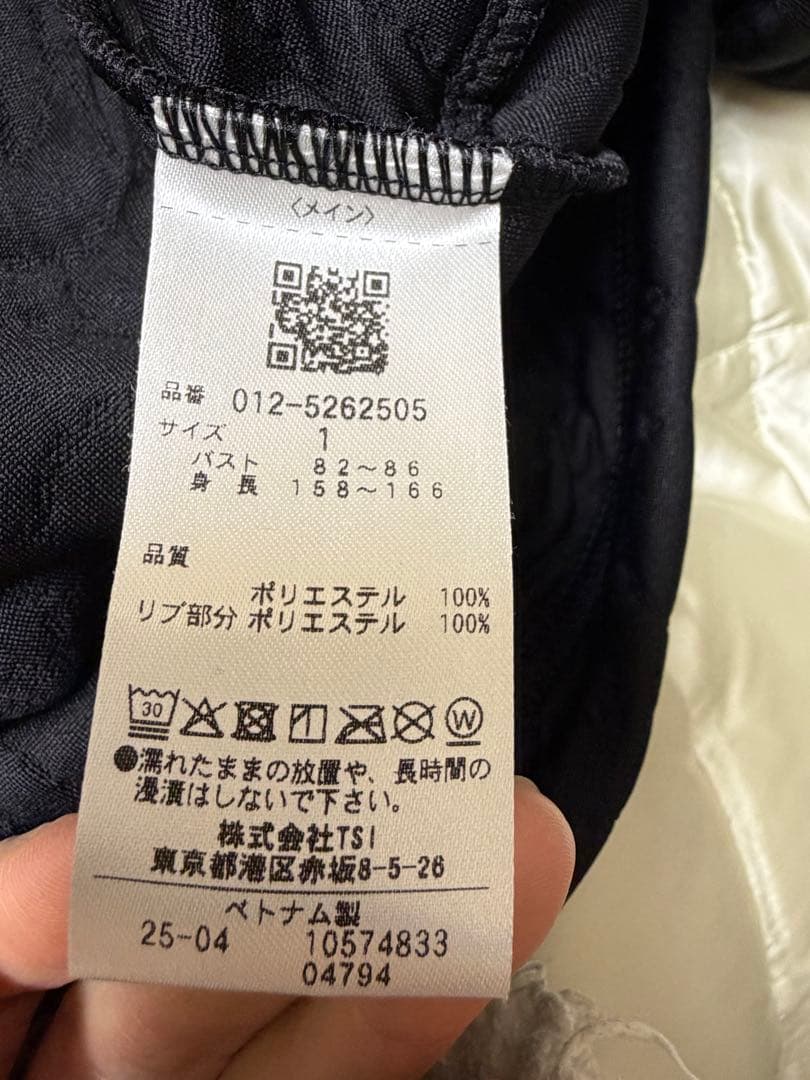 〈メイン〉
品番 012-5262505
サイズ 1
バスト 82~86
身長 158~166
品質
ポリエステル 100%
リブ部分 ポリエステル 100%
30 W
●濡れたままの放置や、長時間の
浸漬はしないで下さい。
株式会社TSI
東京都港区赤坂8-5-26
ベトナム製
25-04 10574833
04794